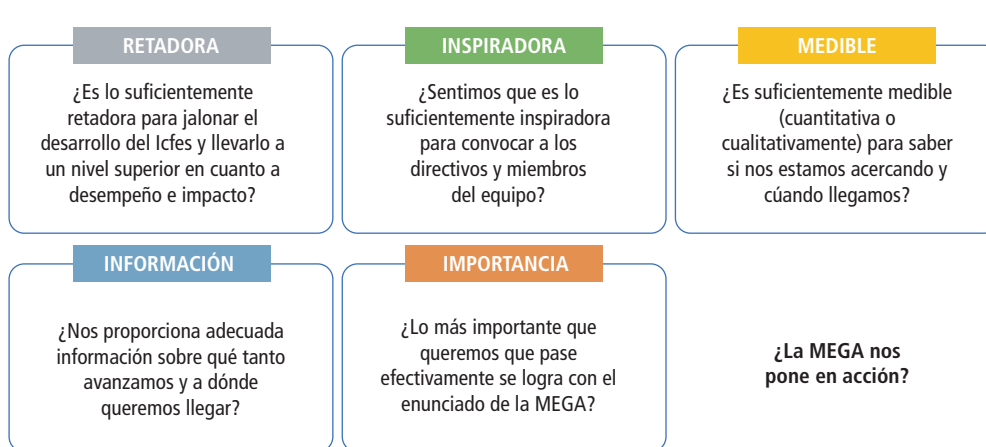 RETADORA
¿Es lo suficientemente
retadora para jalonar el
desarrollo del Icfes y llevarlo a
un nivel superior en cuanto a
desempeño e impacto?
INSPIRADORA
¿Sentimos que es lo
suficientemente inspiradora
para convocar a los
directivos y miembros
del equipo?
MEDIBLE
¿Es suficientemente medible
(cuantitativa o
cualitativamente) para saber
si nos estamos acercando y
cúando llegamos?
INFORMACIÓN
¿Nos proporciona adecuada
información sobre qué tanto
avanzamos y a dónde
queremos llegar?
IMPORTANCIA
¿Lo más importante que
queremos que pase
efectivamente se logra con el
enunciado de la MEGA?
¿La MEGA nos
pone en acción?